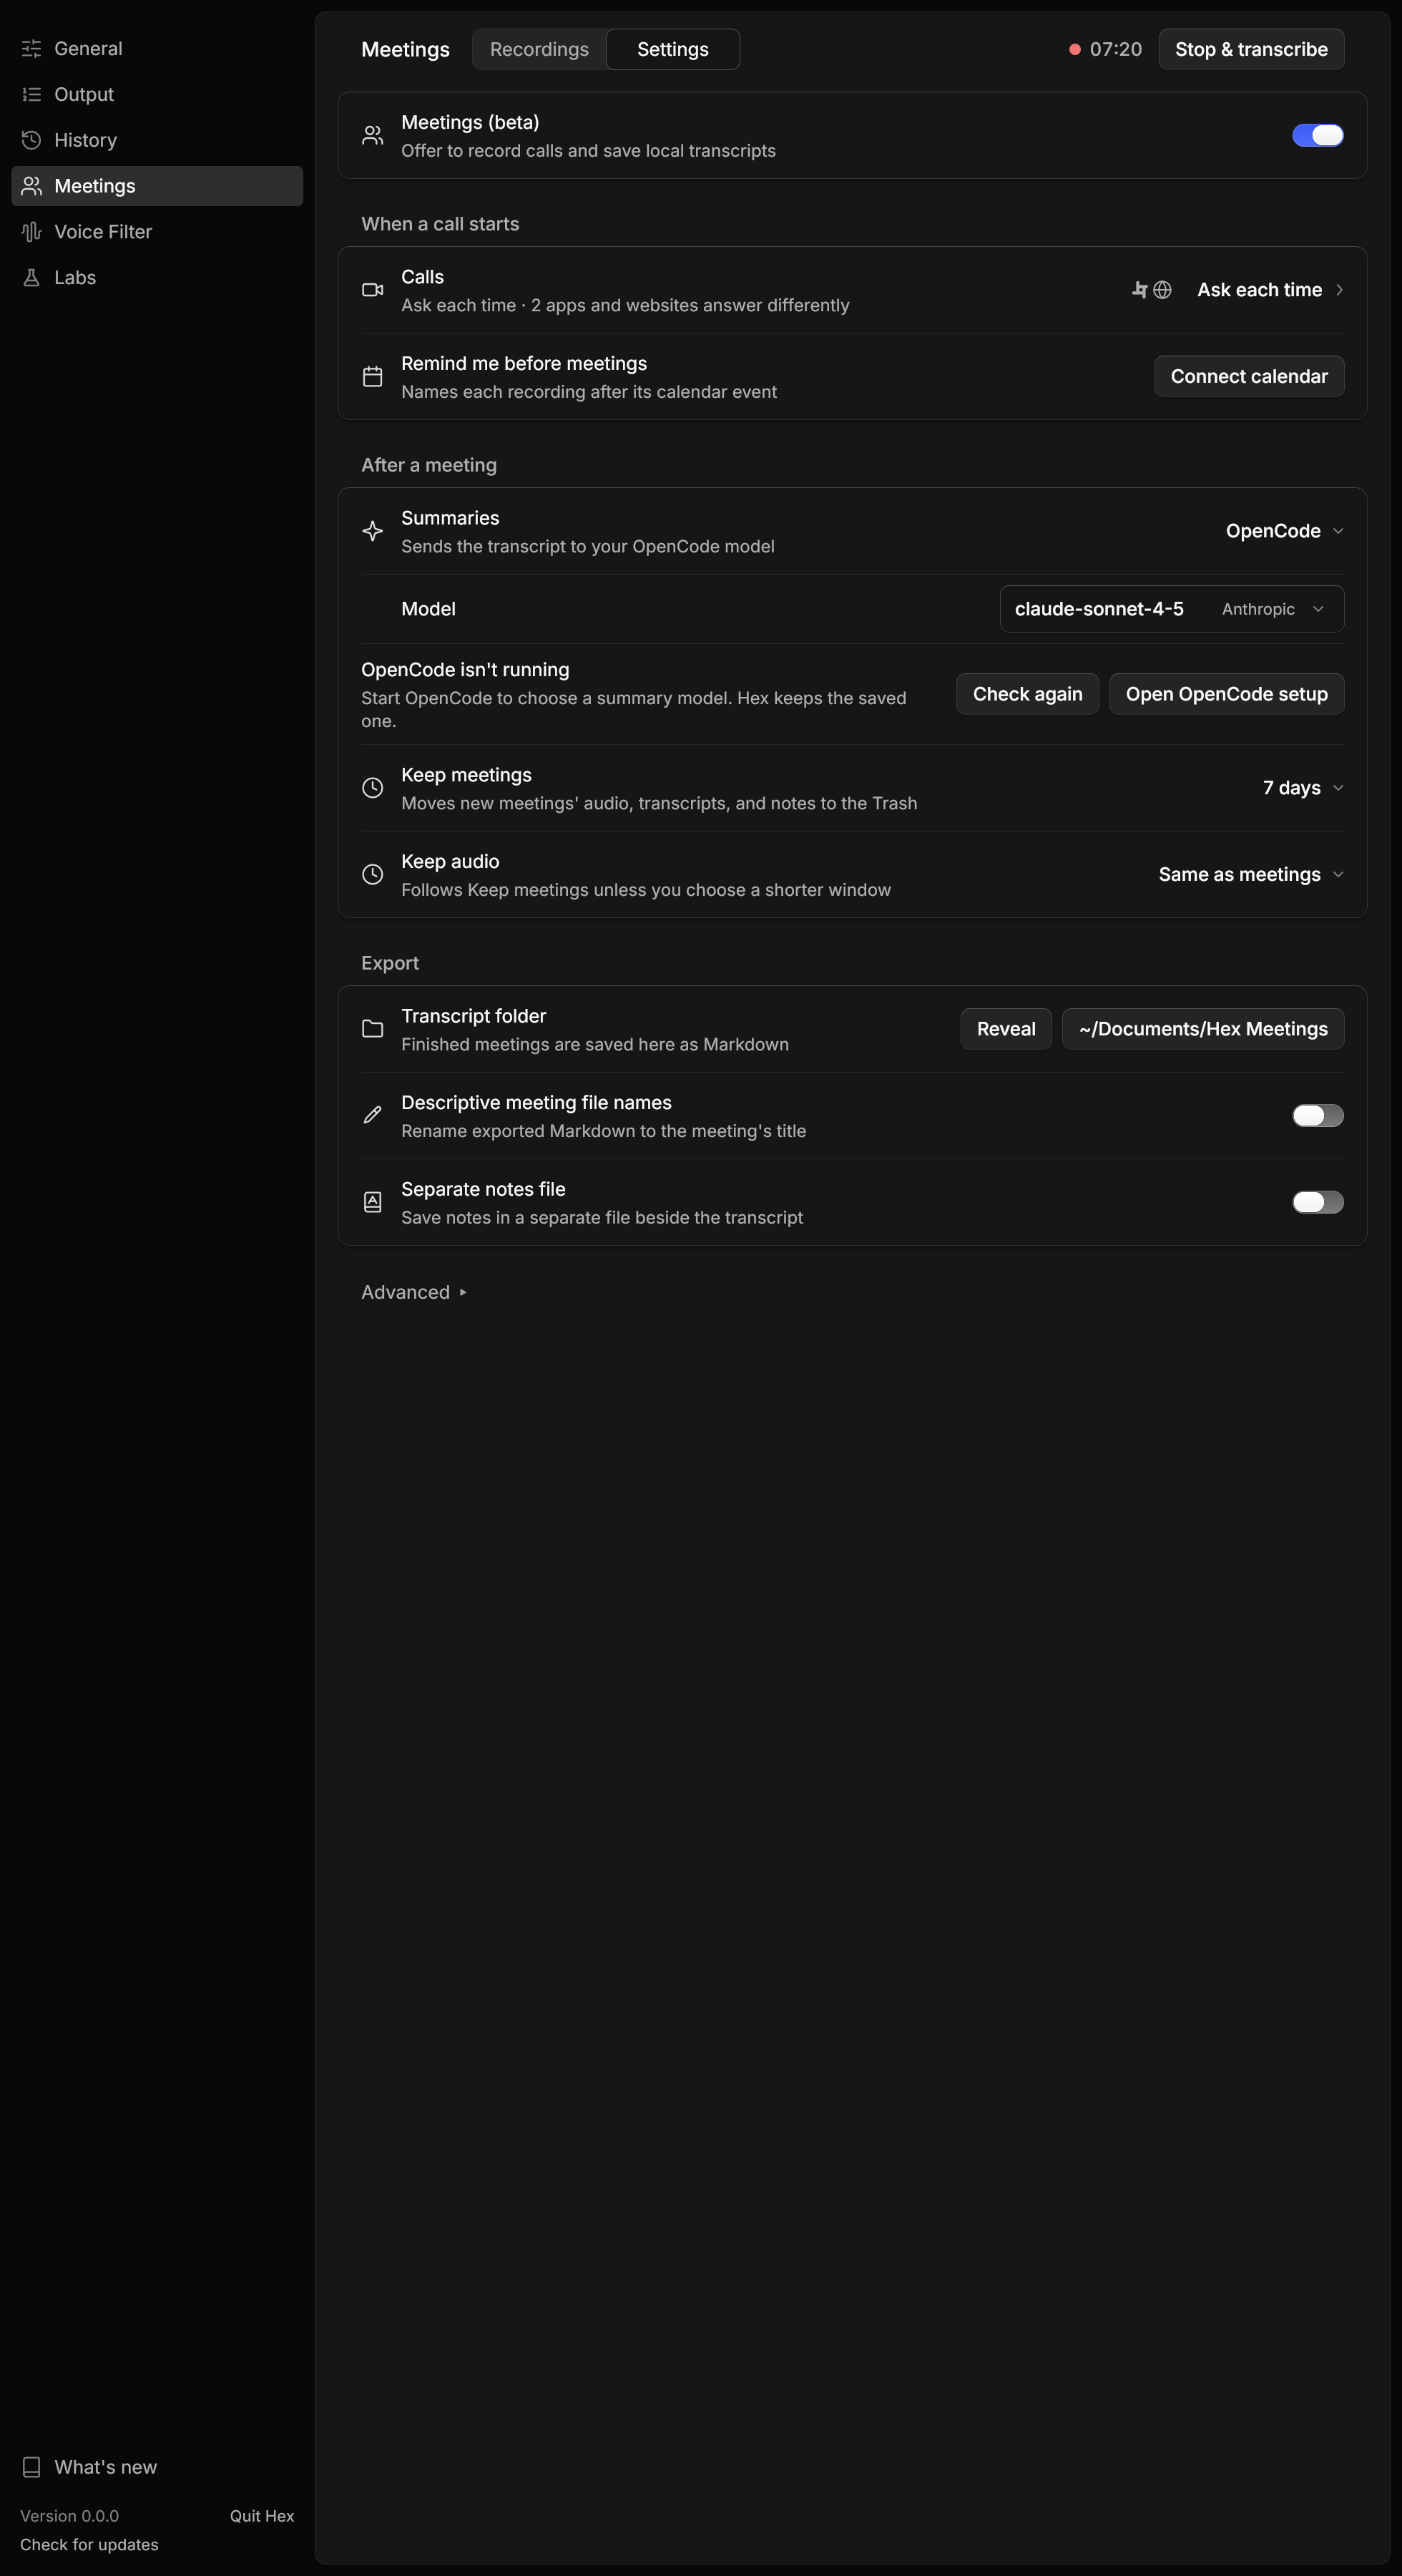 General
Output
History
Meetings
Voice Filter
Labs
What's new
Version 0.0.0
Quit Hex
Check for updates
Meetings
Recordings
Settings
07:20
Stop & transcribe
Meetings (beta)
Offer to record calls and save local transcripts
When a call starts
Calls
Ask each time · 2 apps and websites answer differently
Ask each time
Remind me before meetings
Names each recording after its calendar event
Connect calendar
After a meeting
Summaries
Sends the transcript to your OpenCode model
OpenCode
Model
claude-sonnet-4-5
Anthropic
OpenCode isn't running
Start OpenCode to choose a summary model. Hex keeps the saved
one.
Check again
Open OpenCode setup
Keep meetings
Moves new meetings' audio, transcripts, and notes to the Trash
7 days
Keep audio
Follows Keep meetings unless you choose a shorter window
Same as meetings
Export
Transcript folder
Finished meetings are saved here as Markdown
Reveal
~/Documents/Hex Meetings
Descriptive meeting file names
Rename exported Markdown to the meeting's title
Separate notes file
Save notes in a separate file beside the transcript
Advanced